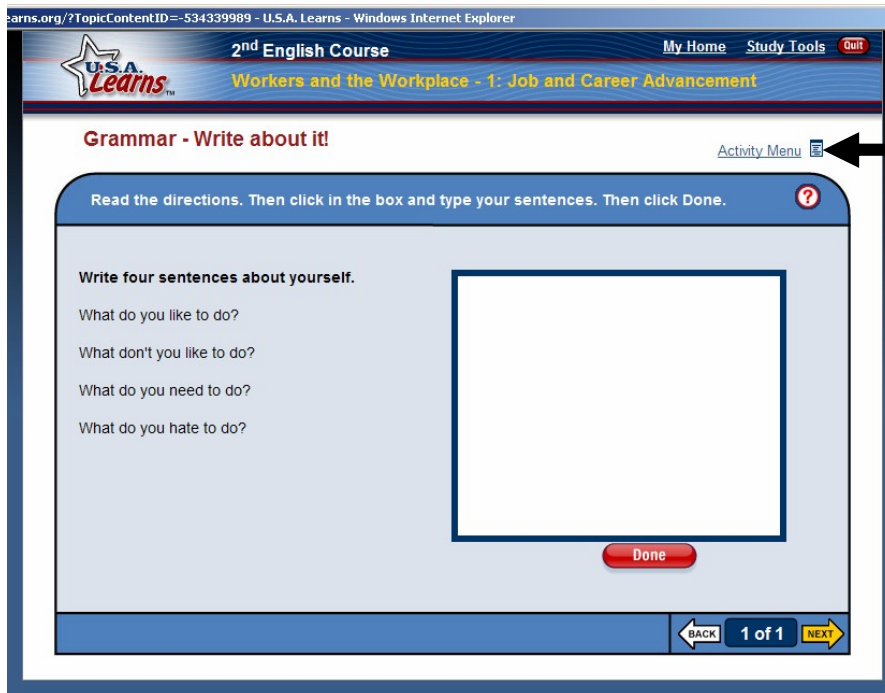 earns.org/?TopicContentID=-534339989 - U.S.A. Learns - Windows Internet Explorer
U.S.A. Learns TM
2nd English Course
My Home Study Tools Quit
Workers and the Workplace - 1: Job and Career Advancement
Grammar - Write about it!
Activity Menu
Read the directions. Then click in the box and type your sentences. Then click Done. ?
Write four sentences about yourself.
What do you like to do?
What don't you like to do?
What do you need to do?
What do you hate to do?
Done
BACK 1 of 1 NEXT